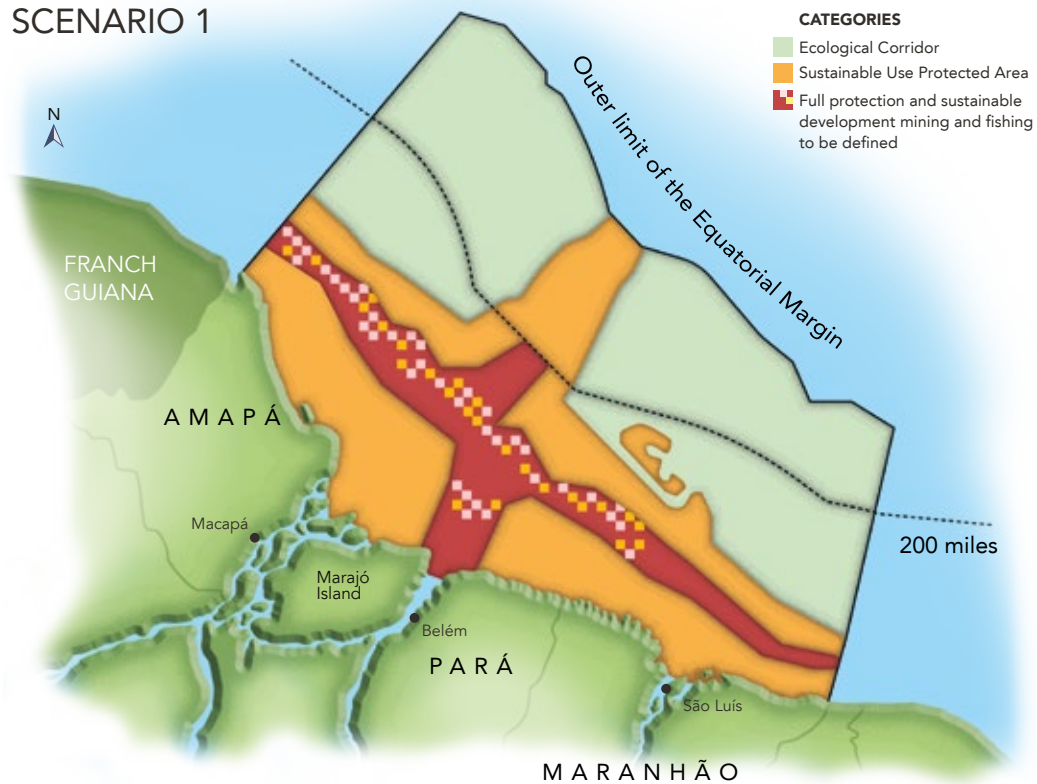 SCENARIO 1
CATEGORIES
Ecological Corridor
Sustainable Use Protected Area
Full protection and sustainable
development mining and fishing
to be defined
N
Outer limit of the Equatorial Margin
FRANCH
GUIANA
AMAPÁ
Macapá
200 miles
Marajó
Island
Belém
PARÁ
São Luís
MARANHÃO